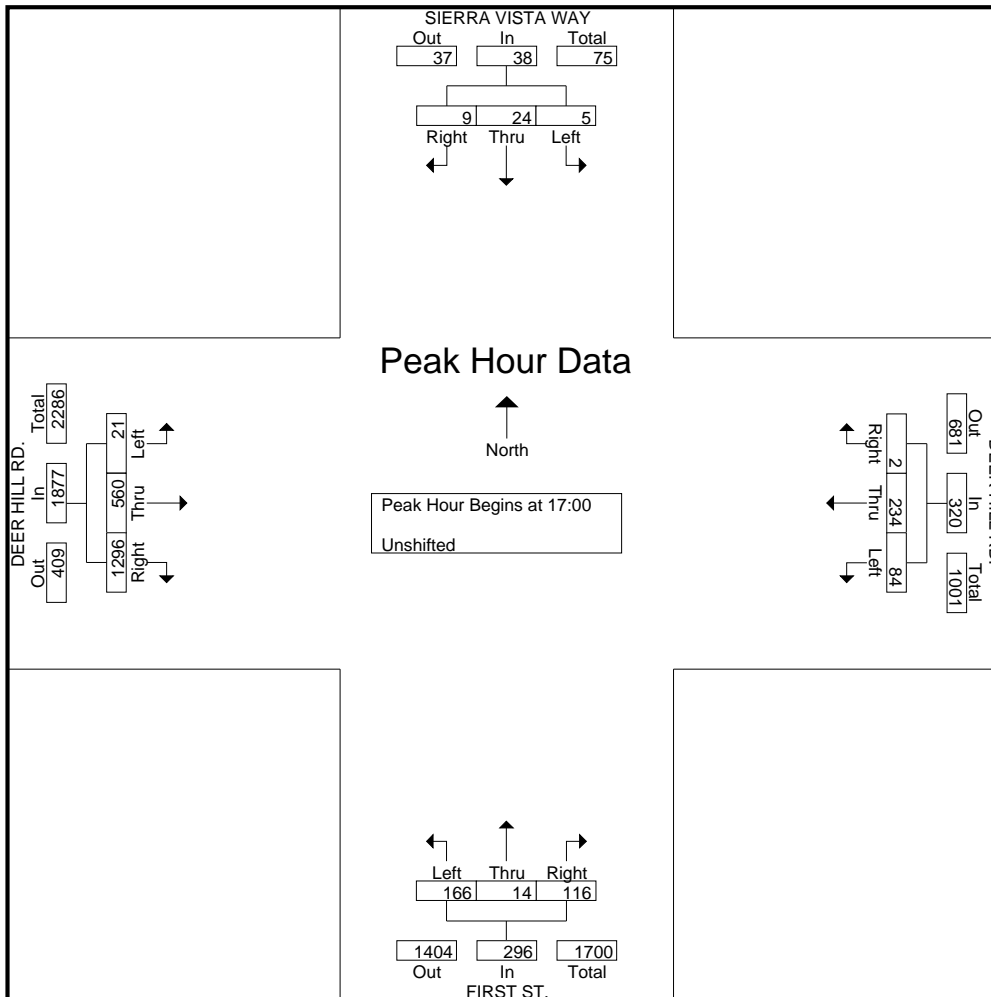 SIERRA VISTA WAY
Out In Total
37 38 75
9 24 5
Right Thru Left
Peak Hour Data
North
Peak Hour Begins at 17:00
Unshifted
DEER HILL RD.
Total In Out
2286 1877 409
21 560 1296
Left Thru Right
Out In Total
681 320 1001
2 234 84
Right Thru Left
Left Thru Right
166 14 116
1404 296 1700
Out In Total
FIRST ST.